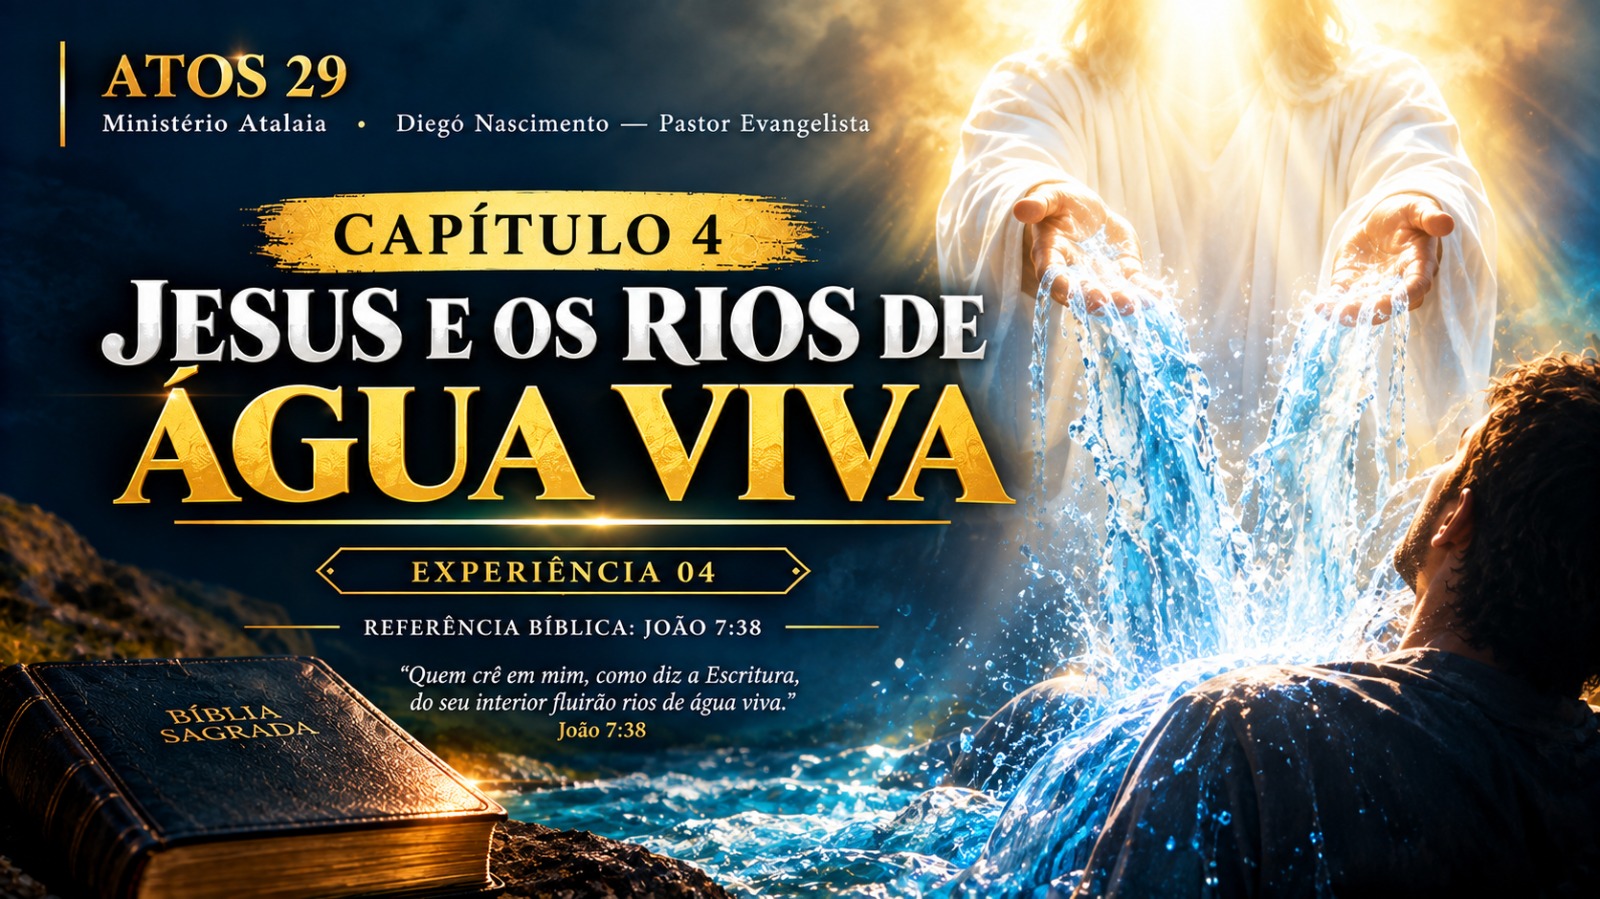 ATOS 29
Ministério Atalaia • Diegó Nascimento — Pastor Evangelista
CAPÍTULO 4
JESUS E OS RIOS DE
ÁGUA VIVA
EXPERIÊNCIA 04
REFERÊNCIA BÍBLICA: JOÃO 7:38
“Quem crê em mim, como diz a Escritura,
do seu interior fluirão rios de água viva.”
João 7:38
BÍBLIA
SAGRADA